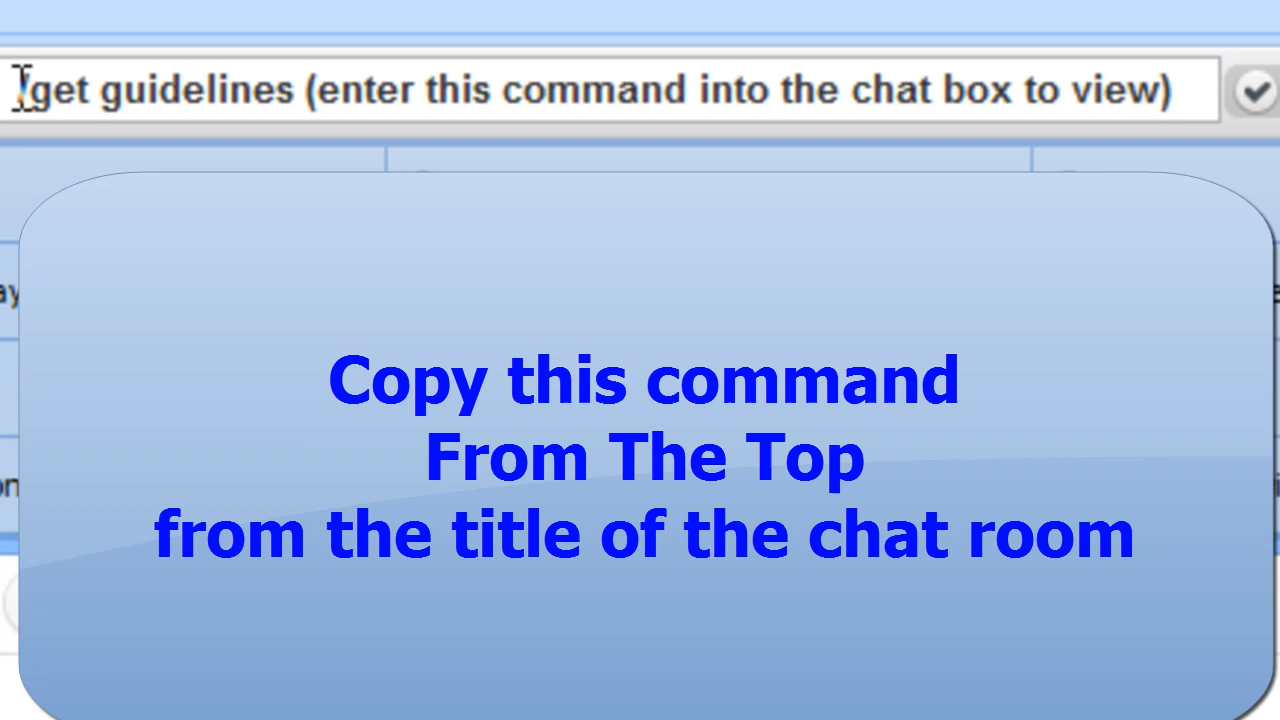 /get guidelines (enter this command into the chat box to view)
Copy this command
From The Top
from the title of the chat room